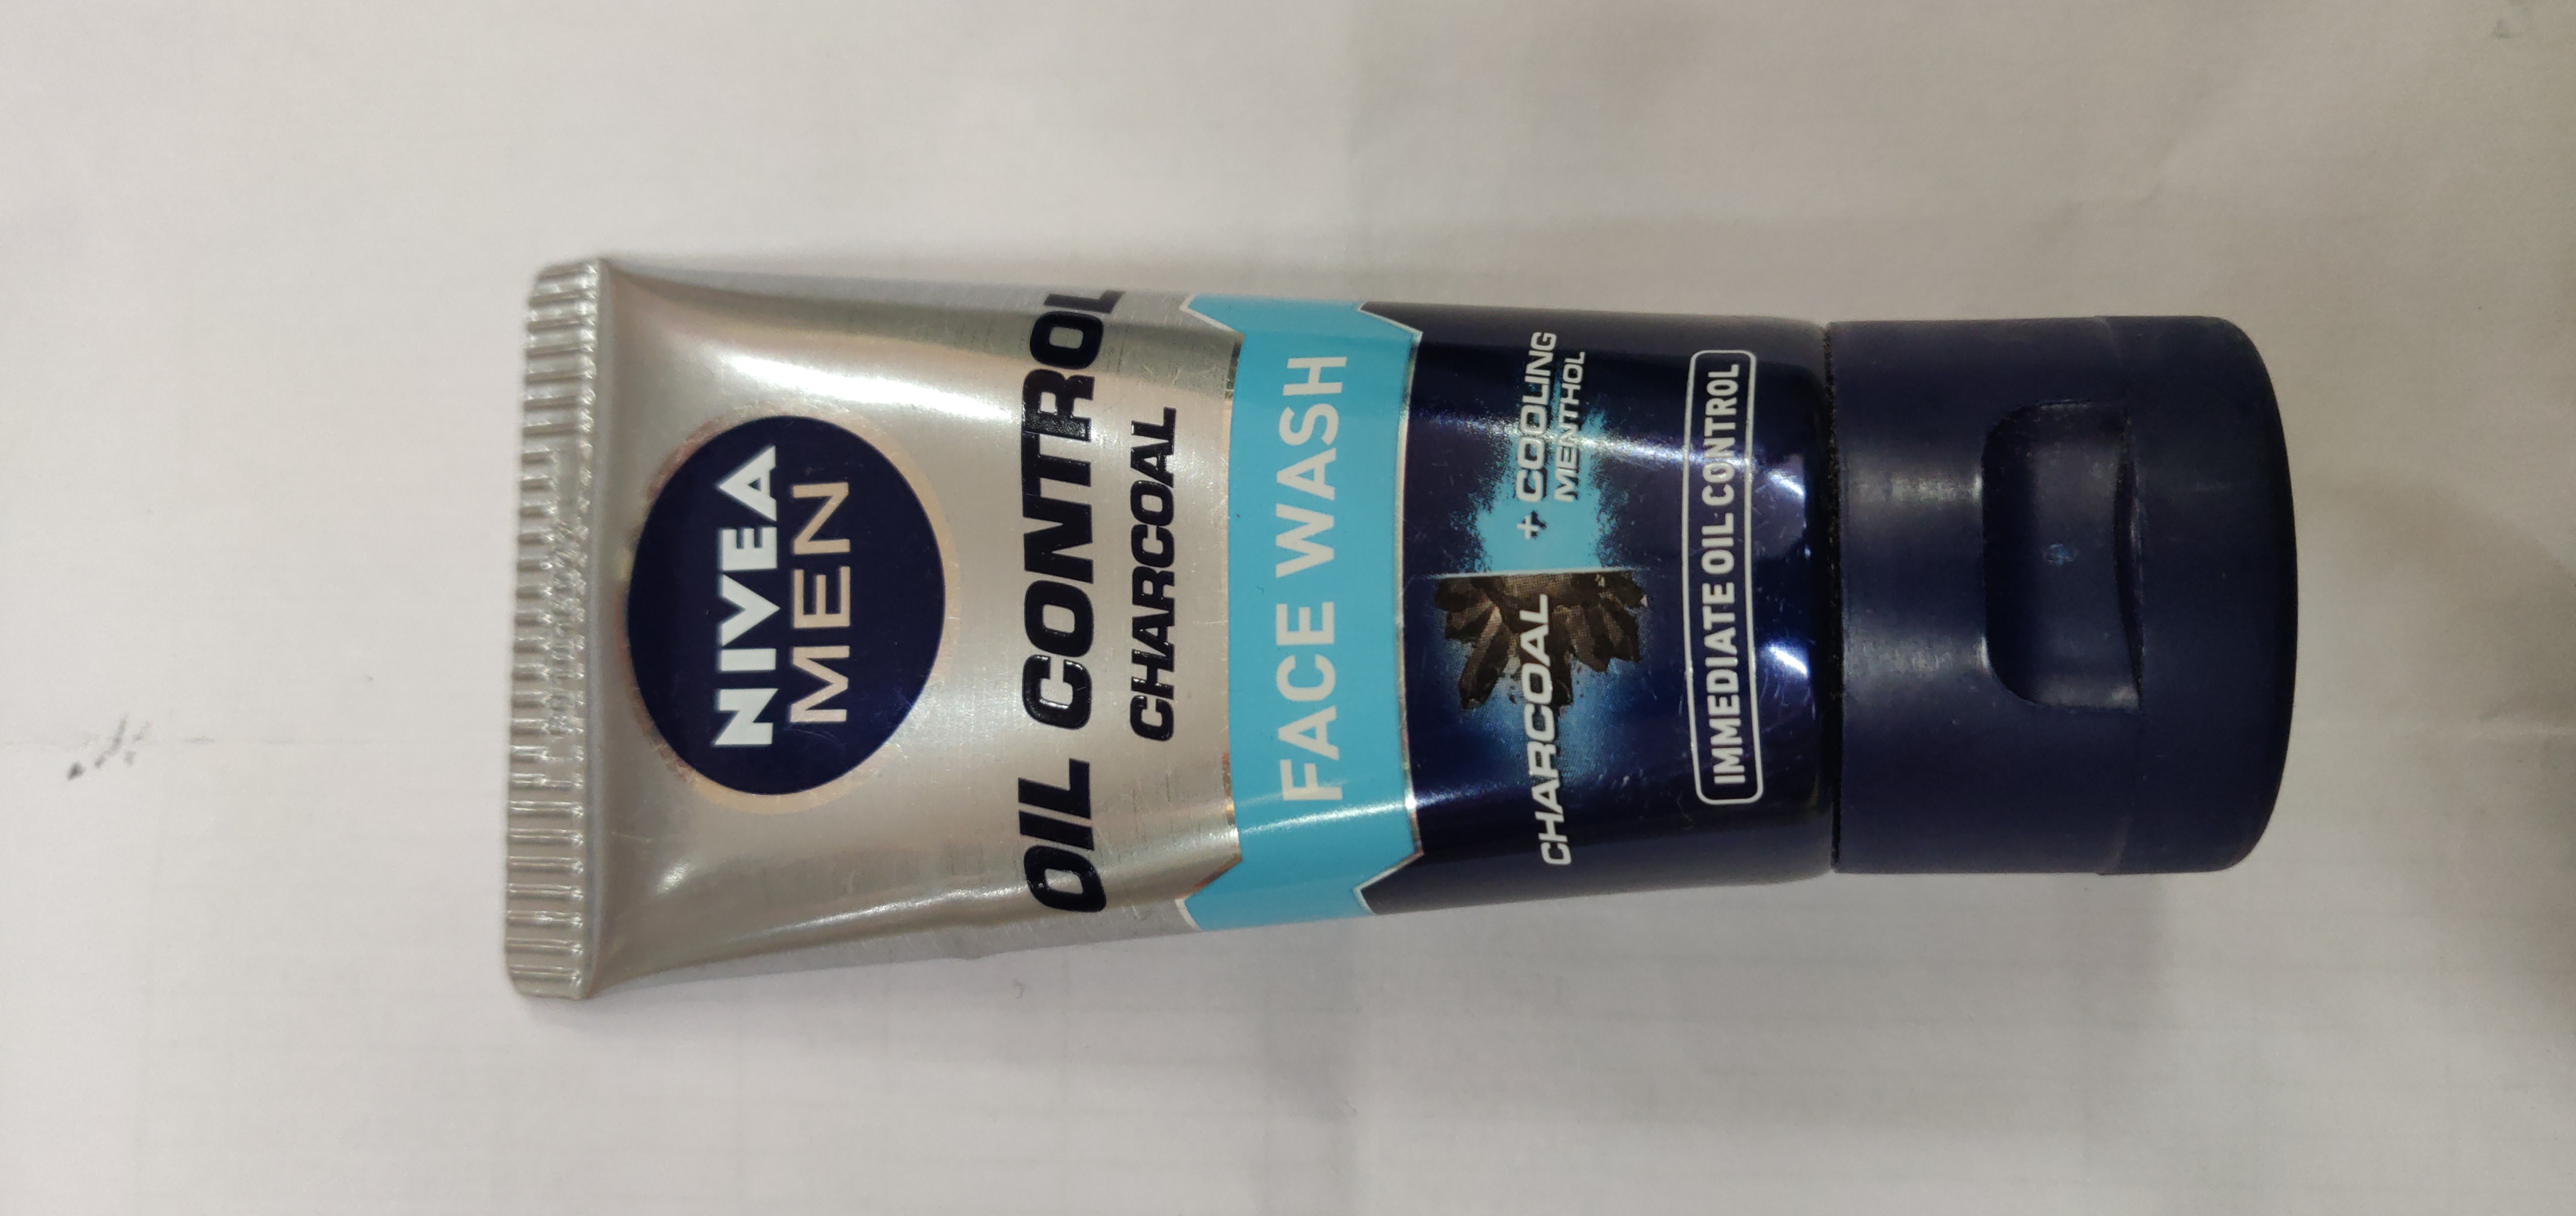 NIVEA
MEN
OIL CONTROL
CHARCOAL
FACE WASH
CHARCOAL
+ COOLING
MENTHOL
IMMEDIATE OIL CONTROL